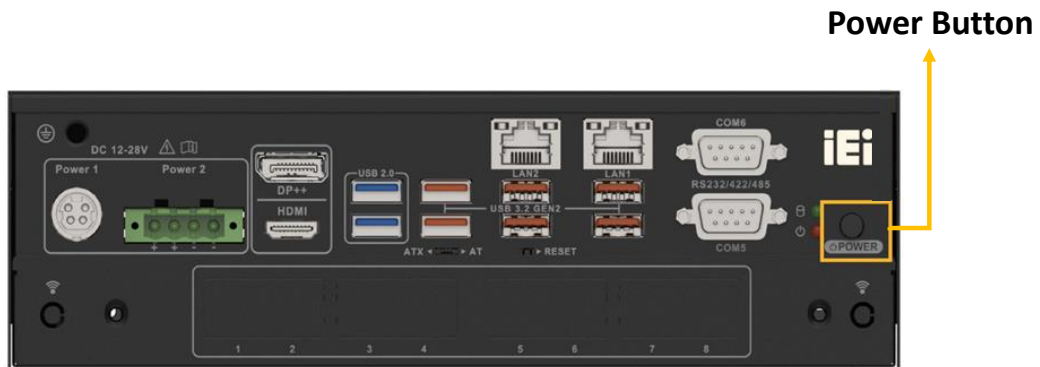 Power Button
DC 12-28V
Power 1
Power 2
DP++
HDMI
USB 2.0
LAN2
LAN1
USB 3.2 GEN2
ATX
AT
RESET
COM6
RS232/422/485
COM5
iEi
POWER
+ + - -
1 2 3 4 5 6 7 8